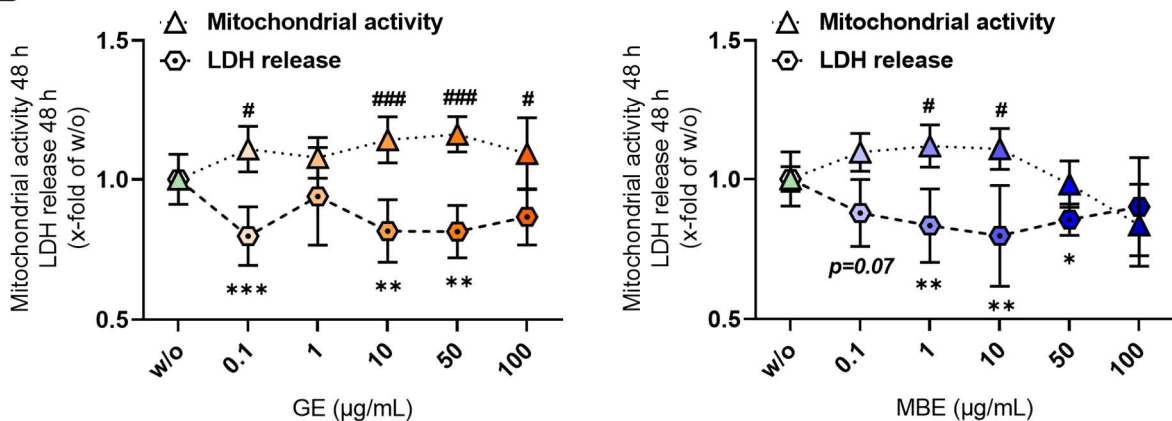 Mitochondrial activity
LDH release
Mitochondrial activity 48 h
LDH release 48 h
(x-fold of w/o)
1.5
1.0
0.5
#
###
###
#
***
**
**
w/o
0.1
1
10
50
100
GE (µg/mL)
Mitochondrial activity
LDH release
Mitochondrial activity 48 h
LDH release 48 h
(x-fold of w/o)
1.5
1.0
0.5
#
#
p=0.07
**
**
*
w/o
0.1
1
10
50
100
MBE (µg/mL)